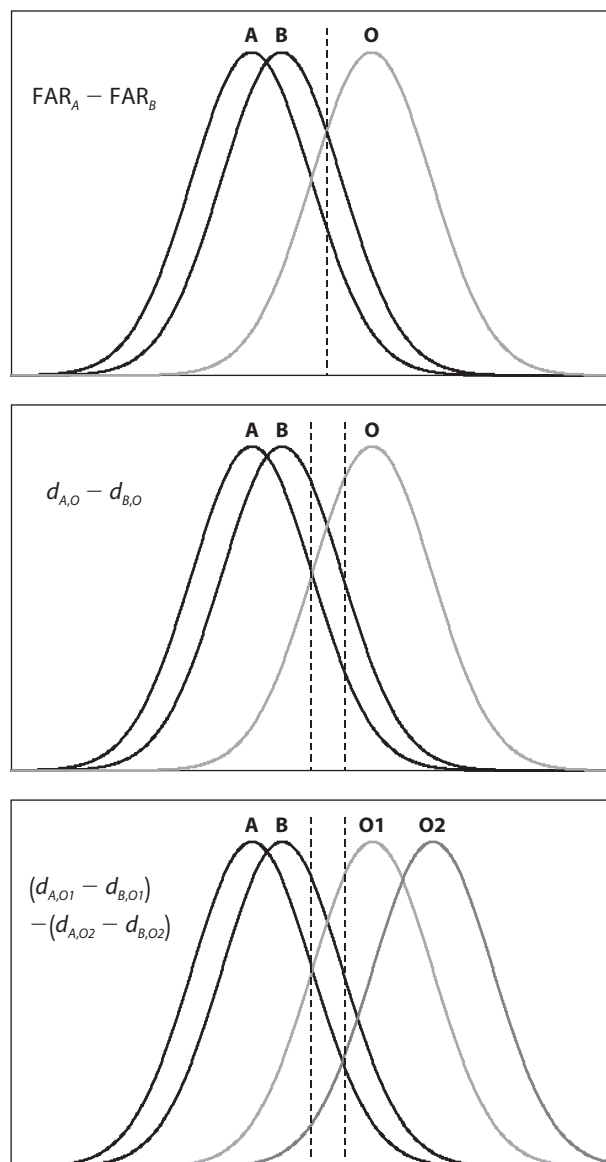 A B O
FAR_A − FAR_B
A B O
d_A,O − d_B,O
A B O1 O2
(d_A,O1 − d_B,O1)
−(d_A,O2 − d_B,O2)